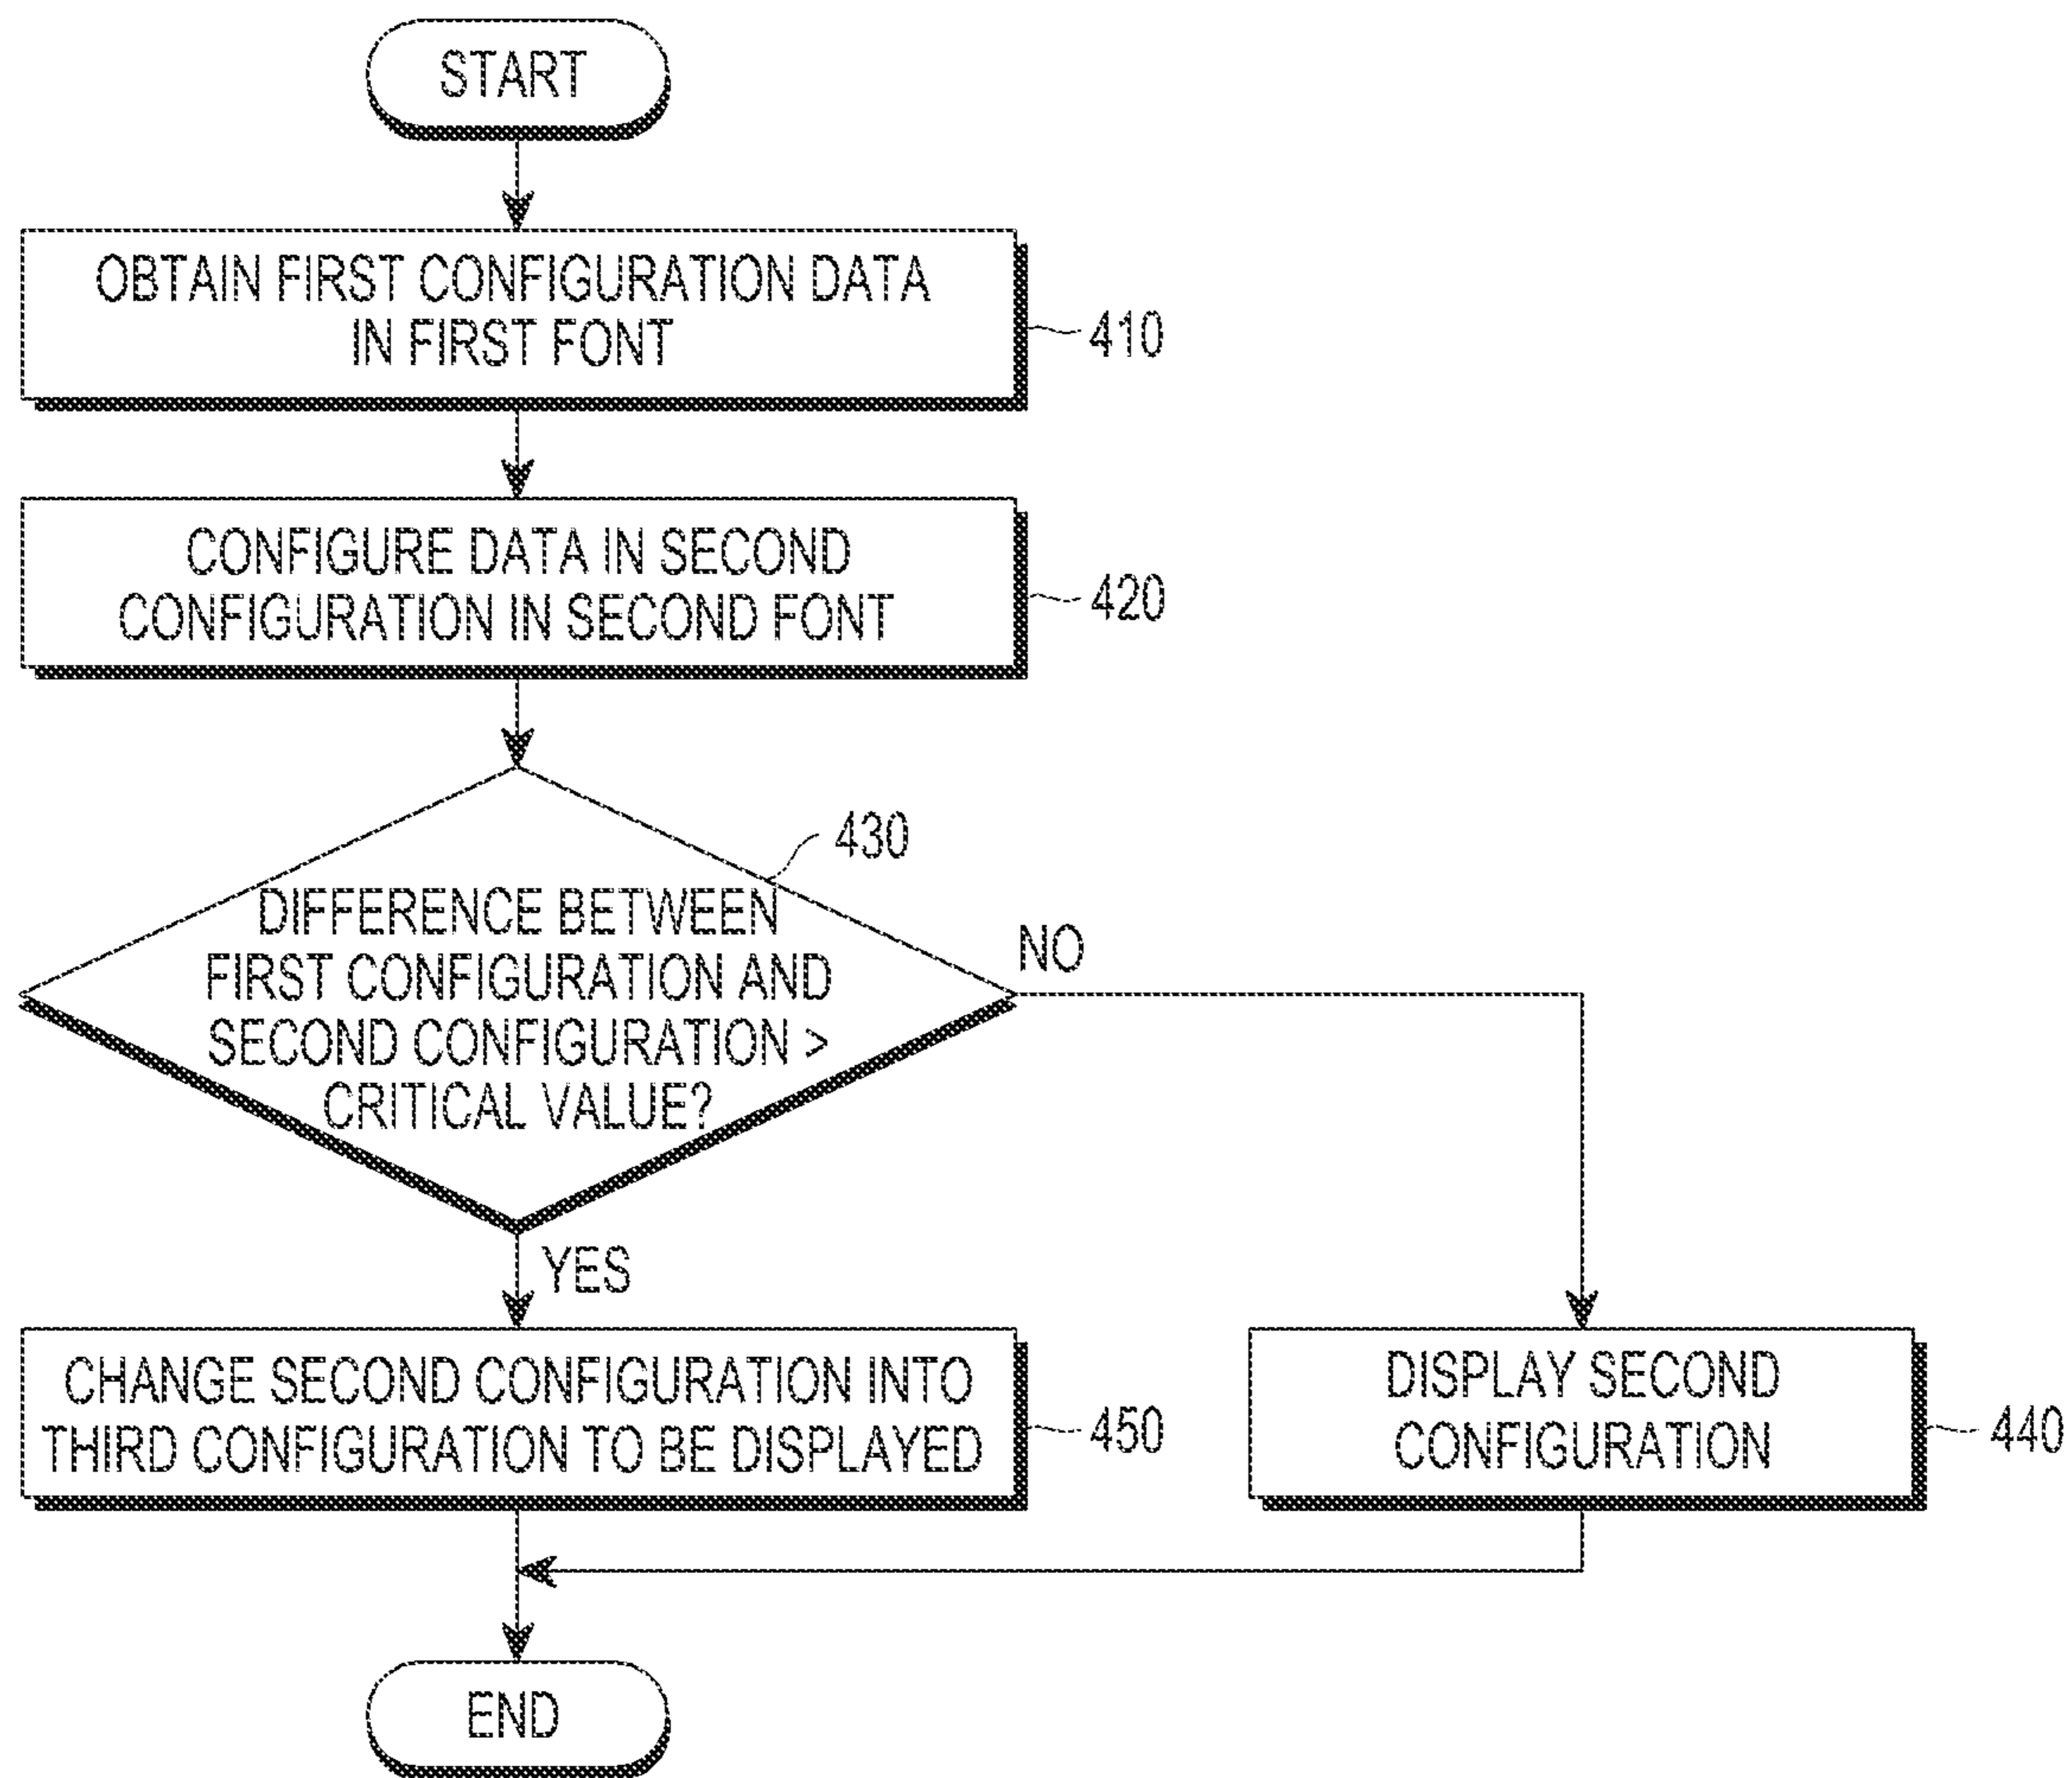 START
OBTAIN FIRST CONFIGURATION DATA
IN FIRST FONT
410
CONFIGURE DATA IN SECOND
CONFIGURATION IN SECOND FONT
420
430
DIFFERENCE BETWEEN
FIRST CONFIGURATION AND
SECOND CONFIGURATION >
CRITICAL VALUE?
NO
YES
CHANGE SECOND CONFIGURATION INTO
THIRD CONFIGURATION TO BE DISPLAYED
450
DISPLAY SECOND
CONFIGURATION
440
END